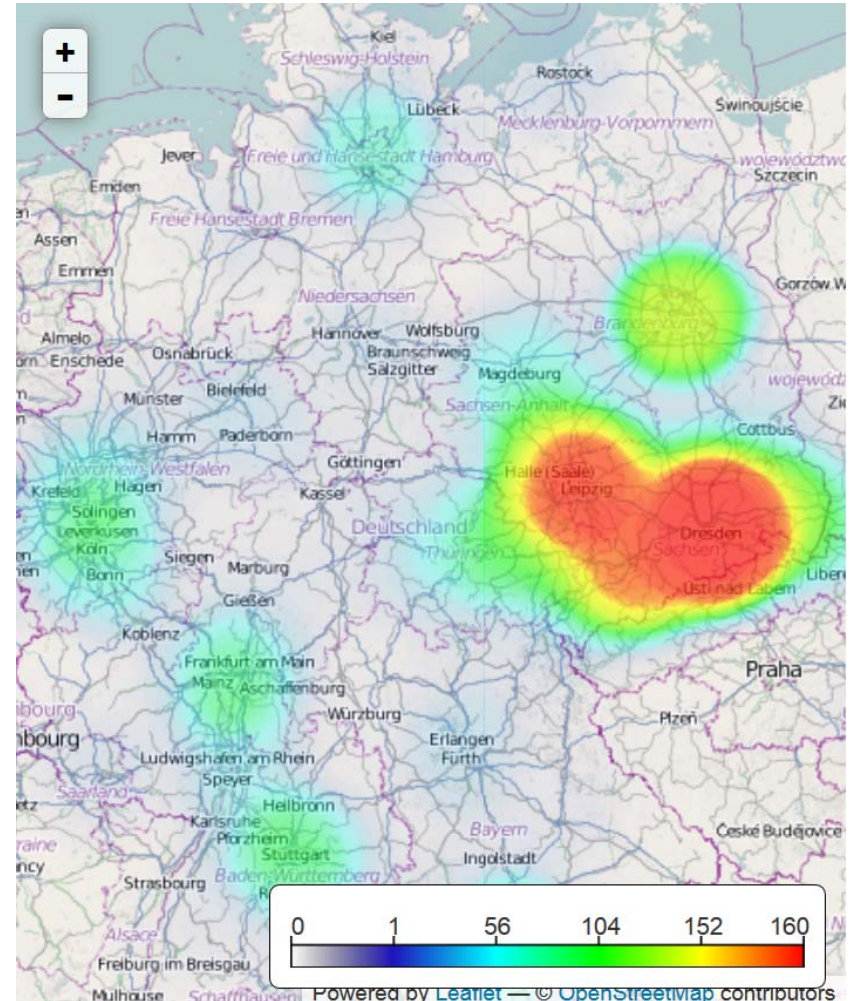 +
Kiel
Schleswig-Holstein
-
Rostock
Lübeck
Świnoujście
Mecklenburg-Vorpommern
Jever
Freie und Hansestadt Hamburg
województwo
Szczecin
Emden
Freie Hansestadt Bremen
Assen
Emmen
Gorzów W
Niedersachsen
Brandenburg
Hannover
Wolfsburg
Almelo
Osnabrück
Braunschweig
Enschede
Salzgitter
Magdeburg
województ
Bielefeld
Münster
Sachsen-Anhalt
Hamm
Paderborn
Cottbus
Göttingen
Nordrhein-Westfalen
Halle (Saale)
Krefeld
Hagen
Kassel
Leipzig
Solingen
Deutschland
Leverkusen
Dresden
Köln
Thüringen
Sachsen
Siegen
Marburg
Bonn
Ústí nad Labem
Liberec
Gießen
Koblenz
Frankfurt am Main
Praha
Mainz
Aschaffenburg
Würzburg
Plzeň
Erlangen
Fürth
Ludwigshafen am Rhein
Speyer
Saarland
Heilbronn
Karlsruhe
Pforzheim
Bayern
České Budějovice
Stuttgart
Ingolstadt
Baden-Württemberg
Strasbourg
0 1 56 104 152 160
Alsace
Freiburg im Breisgau
Mulhouse
Schaffhausen
Powered by Leaflet — © OpenStreetMap contributors